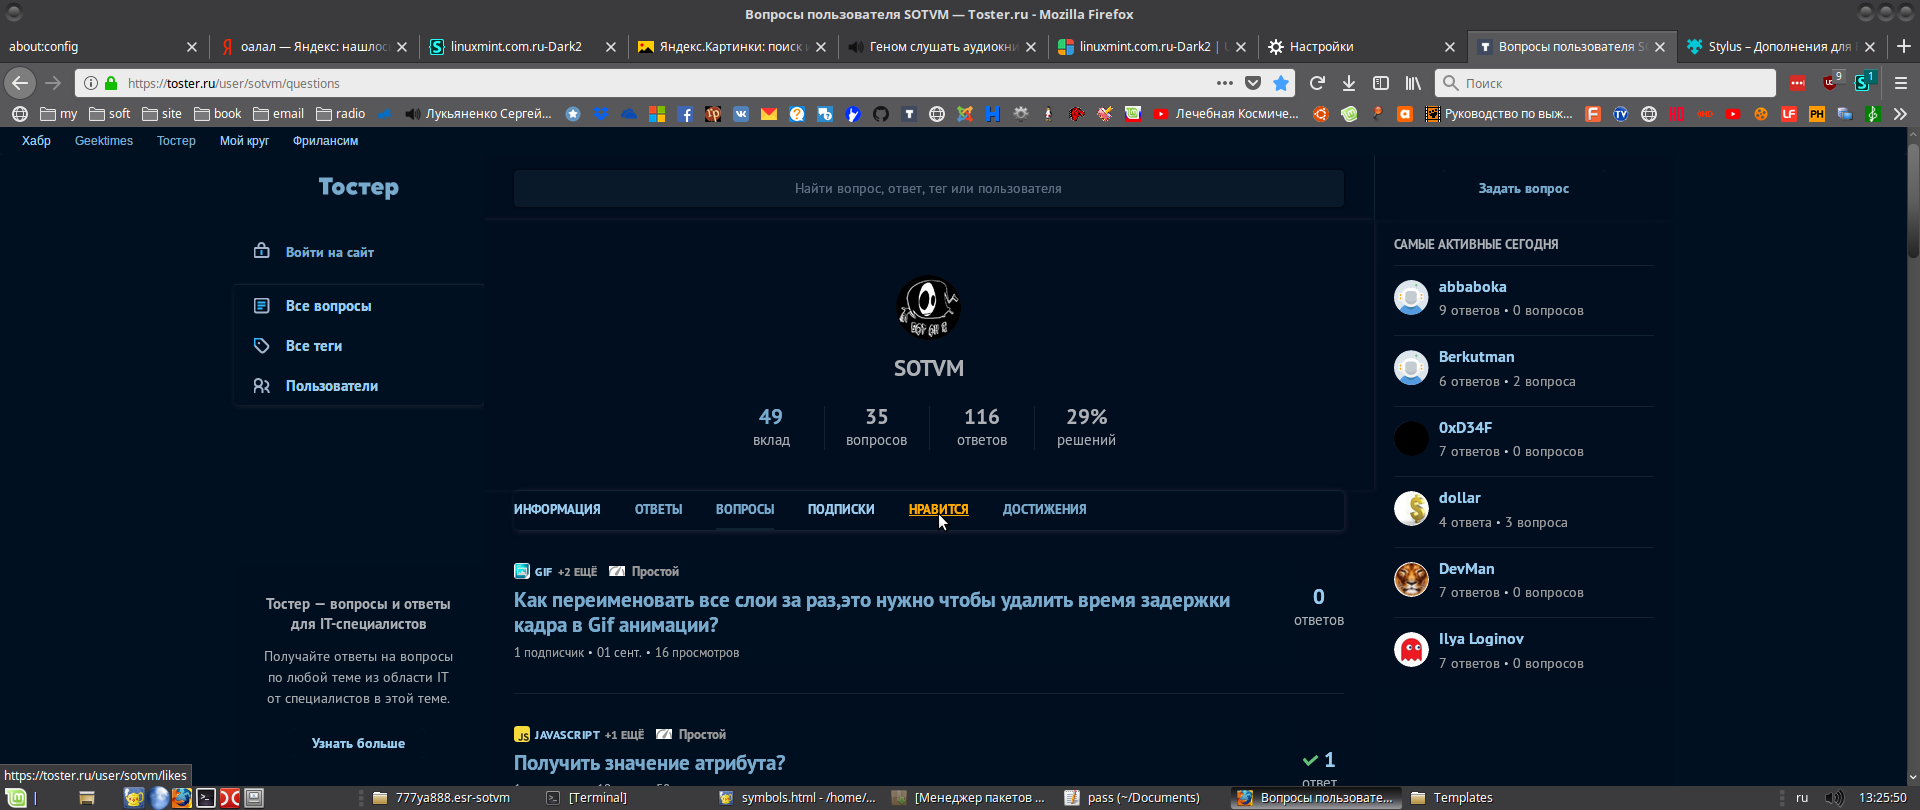 Вопросы пользователя SOTVM — Toster.ru - Mozilla Firefox
about:config
оалал — Яндекс: нашлос
linuxmint.com.ru-Dark2
Яндекс.Картинки: поиск
Геном слушать аудиокни
linuxmint.com.ru-Dark2 |
Настройки
Вопросы пользователя SO
Stylus – Дополнения для
https://toster.ru/user/sotvm/questions
Поиск
9
1
my
soft
site
book
email
radio
Лукьяненко Сергей...
Лечебная Космиче...
Руководство по выж...
Хабр
Geektimes
Тостер
Мой круг
Фрилансим
Тостер
Найти вопрос, ответ, тег или пользователя
Задать вопрос
Войти на сайт
Все вопросы
Все теги
Пользователи
SOTVM
49
вклад
35
вопросов
116
ответов
29%
решений
ИНФОРМАЦИЯ
ОТВЕТЫ
ВОПРОСЫ
ПОДПИСКИ
НРАВИТСЯ
ДОСТИЖЕНИЯ
GIF +2 ЕЩЁ Простой
Как переименовать все слои за раз,это нужно чтобы удалить время задержки
кадра в Gif анимации?
1 подписчик • 01 сент. • 16 просмотров
0
ответов
JS JAVASCRIPT +1 ЕЩЁ Простой
Получить значение атрибута?
1
ответ
САМЫЕ АКТИВНЫЕ СЕГОДНЯ
abbaboka
9 ответов • 0 вопросов
Berkutman
6 ответов • 2 вопроса
0xD34F
7 ответов • 0 вопросов
dollar
4 ответа • 3 вопроса
DevMan
7 ответов • 0 вопросов
Ilya Loginov
7 ответов • 0 вопросов
Тостер — вопросы и ответы
для IT-специалистов
Получайте ответы на вопросы
по любой теме из области IT
от специалистов в этой теме.
Узнать больше
https://toster.ru/user/sotvm/likes
777ya888.esr-sotvm
[Terminal]
symbols.html - /home/...
[Менеджер пакетов ...
pass (~/Documents)
Вопросы пользовате...
Templates
ru
13:25:50